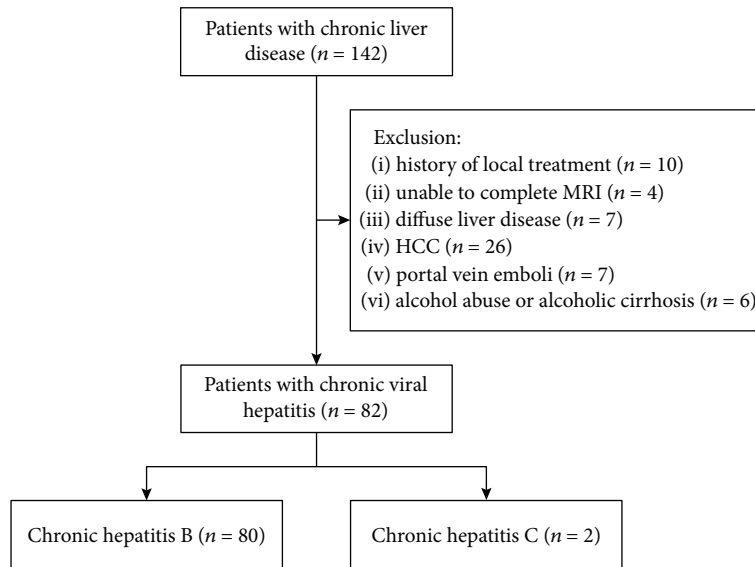 Patients with chronic liver
disease (n = 142)
Exclusion:
(i) history of local treatment (n = 10)
(ii) unable to complete MRI (n = 4)
(iii) diffuse liver disease (n = 7)
(iv) HCC (n = 26)
(v) portal vein emboli (n = 7)
(vi) alcohol abuse or alcoholic cirrhosis (n = 6)
Patients with chronic viral
hepatitis (n = 82)
Chronic hepatitis B (n = 80)
Chronic hepatitis C (n = 2)